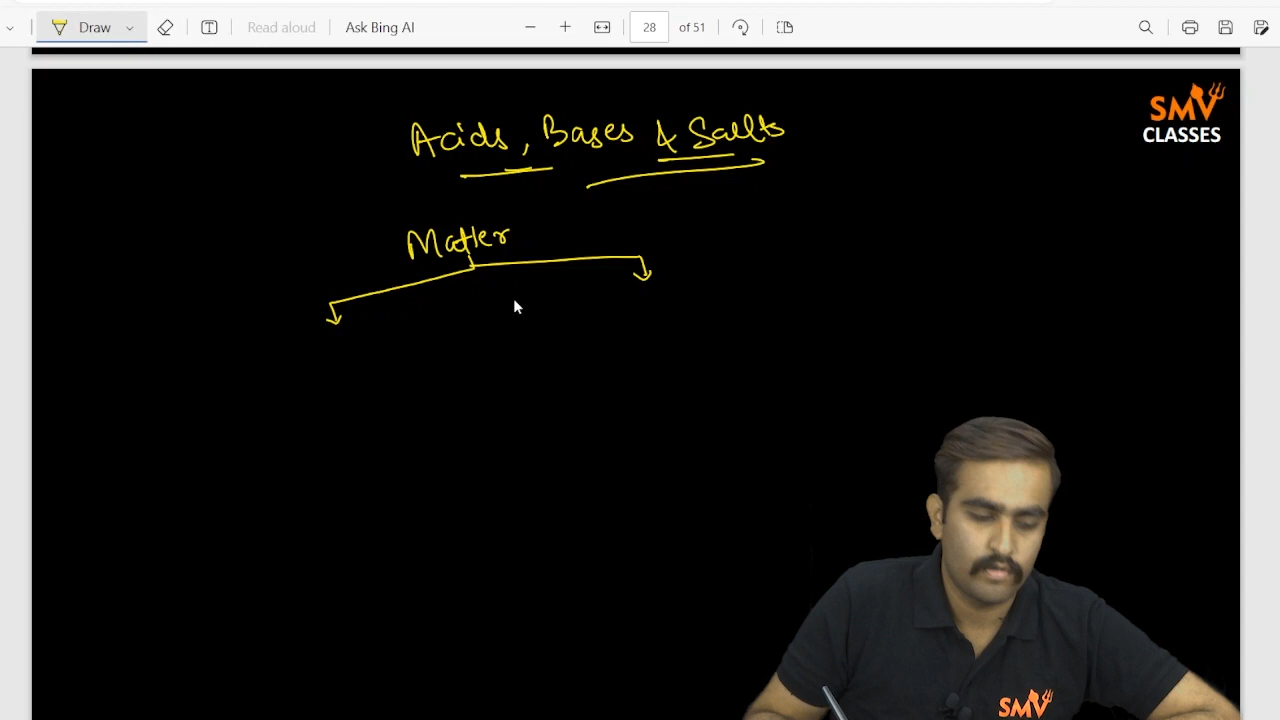 Draw
Read aloud
Ask Bing AI
28 of 51
SMV
CLASSES
Acids, Bases & Salts
Matter
SMV